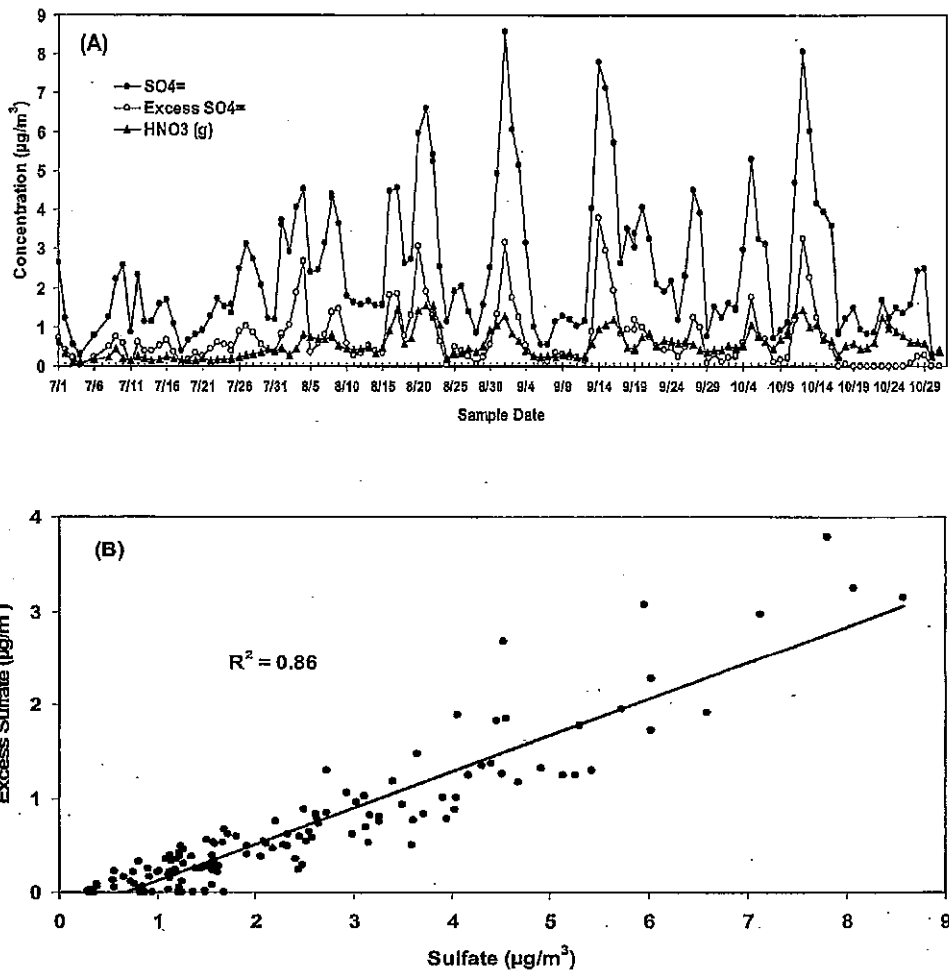 9
8
7
6
5
4
3
2
1
0
Concentration (µg/m³)
(A)
SO4=
Excess SO4=
HNO3 (g)
7/1 7/6 7/11 7/16 7/21 7/26 7/31 8/5 8/10 8/15 8/20 8/25 8/30 9/4 9/9 9/14 9/19 9/24 9/29 10/4 10/9 10/14 10/19 10/24 10/29
Sample Date
4
3
2
1
0
Excess Sulfate (µg/m
(B)
R² = 0.86
0 1 2 3 4 5 6 7 8 9
Sulfate (µg/m³)